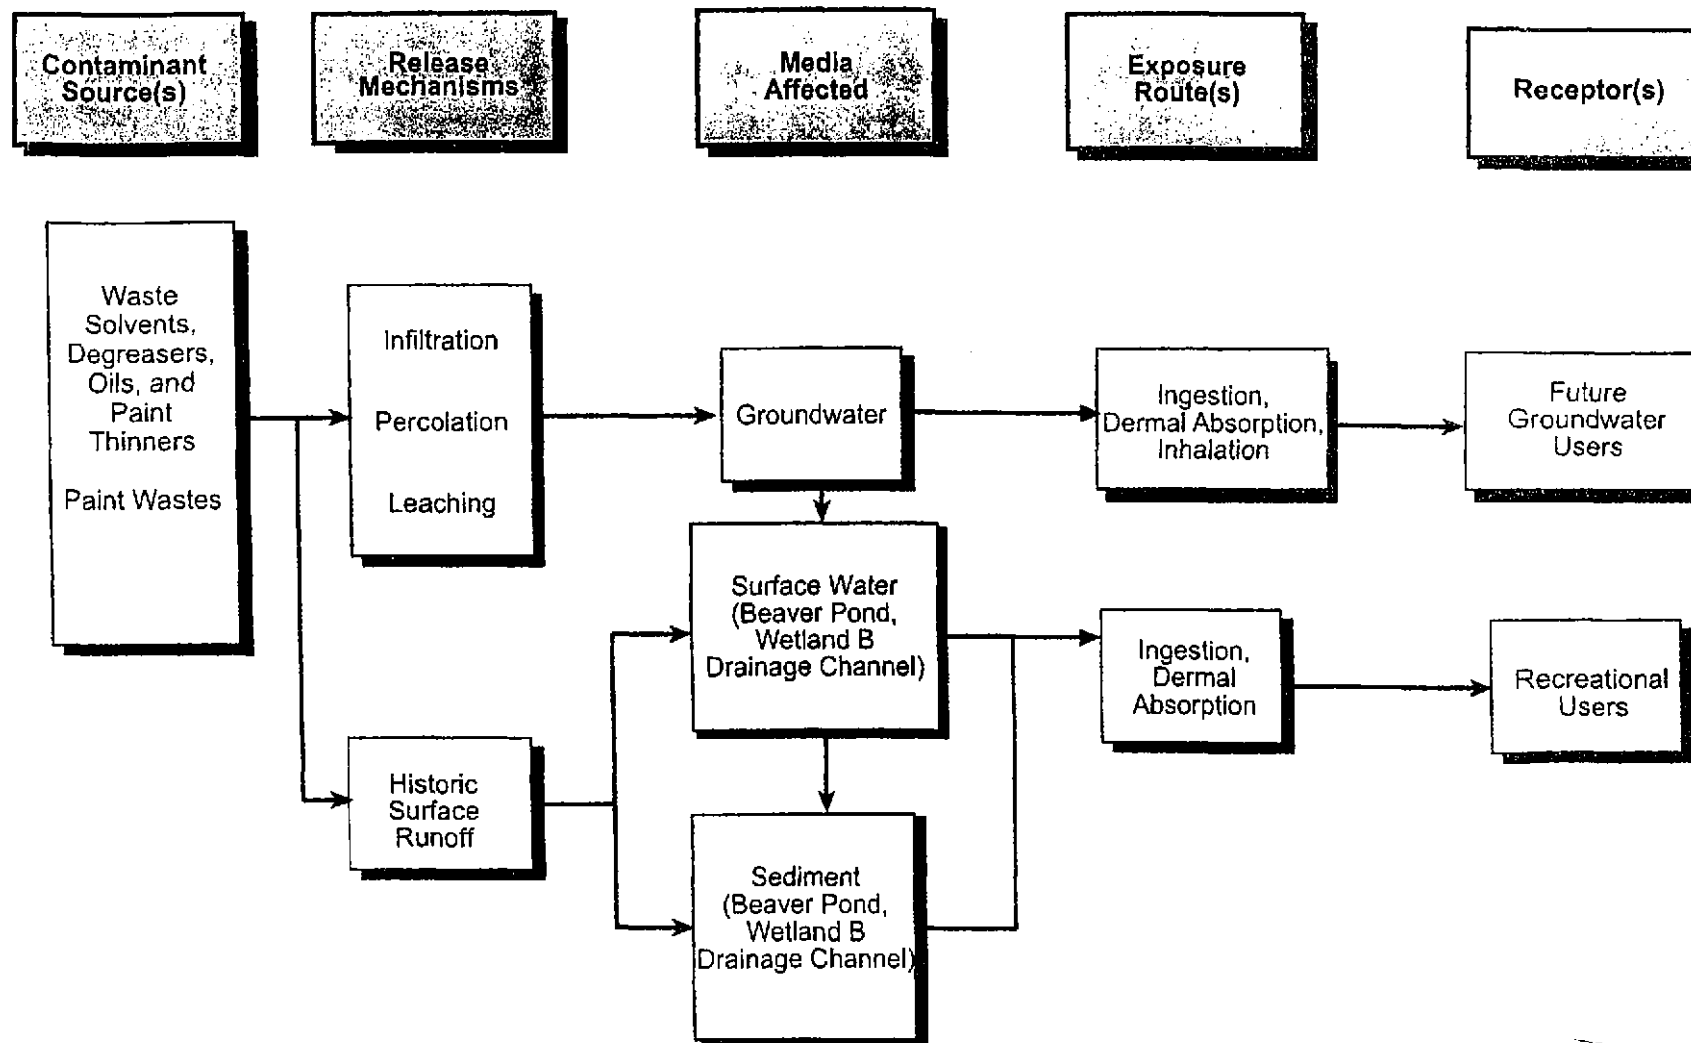 Contaminant
Source(s)
Release
Mechanisms
Media
Affected
Exposure
Route(s)
Receptor(s)
Waste
Solvents,
Degreasers,
Oils, and
Paint
Thinners
Paint Wastes
Infiltration
Percolation
Leaching
Historic
Surface
Runoff
Groundwater
Surface Water
(Beaver Pond,
Wetland B
Drainage Channel)
Sediment
(Beaver Pond,
Wetland B
Drainage Channel)
Ingestion,
Dermal Absorption,
Inhalation
Ingestion,
Dermal
Absorption
Future
Groundwater
Users
Recreational
Users